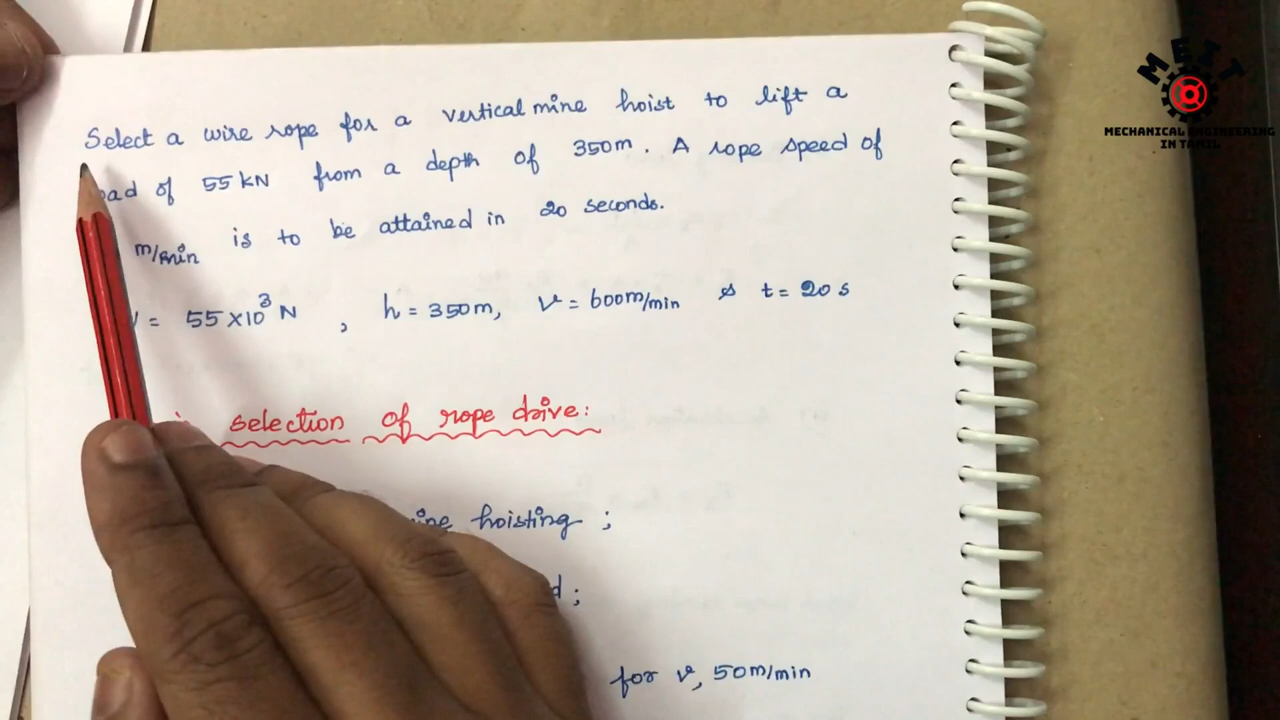 Select a wire rope for a vertical mine hoist to lift a
load of 55 kN from a depth of 350m. A rope speed of
m/min is to be attained in 20 seconds.
= 55×10³ N , h = 350m, v = 600m/min & t = 20 s
selection of rope drive:
mine hoisting ;
d ;
for v, 50m/min
MEIT
MECHANICAL ENGINEERING
IN TAMIL